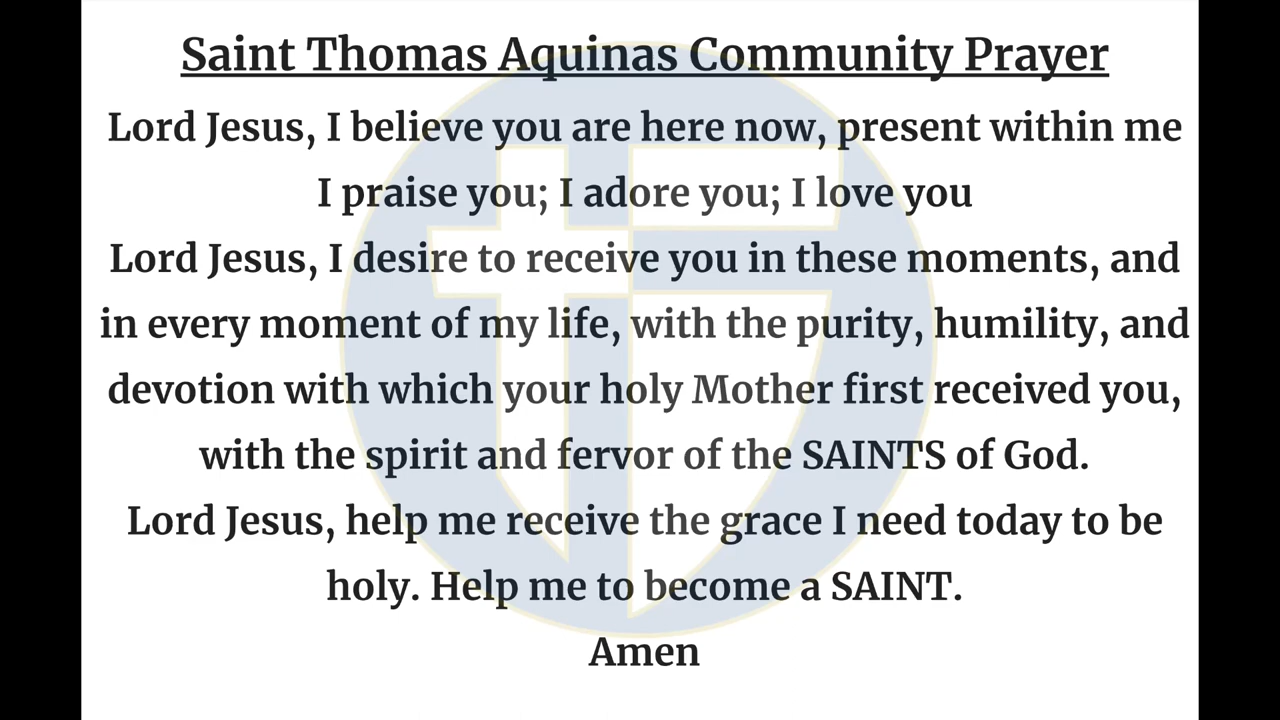 Saint Thomas Aquinas Community Prayer
Lord Jesus, I believe you are here now, present within me
I praise you; I adore you; I love you
Lord Jesus, I desire to receive you in these moments, and
in every moment of my life, with the purity, humility, and
devotion with which your holy Mother first received you,
with the spirit and fervor of the SAINTS of God.
Lord Jesus, help me receive the grace I need today to be
holy. Help me to become a SAINT.
Amen